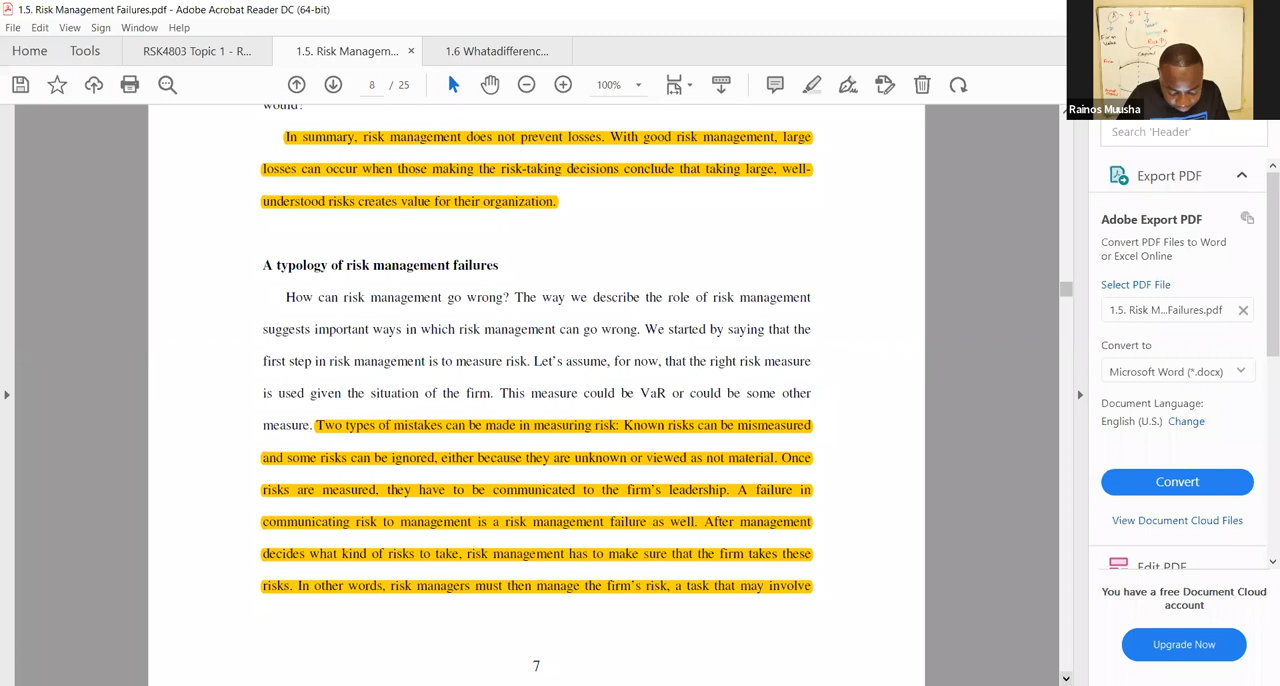 1.5. Risk Management Failures.pdf - Adobe Acrobat Reader DC (64-bit)
File Edit View Sign Window Help
Home Tools RSK4803 Topic 1 - R... 1.5. Risk Managem... × 1.6 Whatadifferenc...
8 / 25 100%
Rainos Muusha
would?
In summary, risk management does not prevent losses. With good risk management, large
losses can occur when those making the risk-taking decisions conclude that taking large, well-
understood risks creates value for their organization.
A typology of risk management failures
How can risk management go wrong? The way we describe the role of risk management
suggests important ways in which risk management can go wrong. We started by saying that the
first step in risk management is to measure risk. Let's assume, for now, that the right risk measure
is used given the situation of the firm. This measure could be VaR or could be some other
measure. Two types of mistakes can be made in measuring risk: Known risks can be mismeasured
and some risks can be ignored, either because they are unknown or viewed as not material. Once
risks are measured, they have to be communicated to the firm's leadership. A failure in
communicating risk to management is a risk management failure as well. After management
decides what kind of risks to take, risk management has to make sure that the firm takes these
risks. In other words, risk managers must then manage the firm's risk, a task that may involve
7
Search 'Header'
Export PDF
Adobe Export PDF
Convert PDF Files to Word
or Excel Online
Select PDF File
1.5. Risk M...Failures.pdf
Convert to
Microsoft Word (*.docx)
Document Language:
English (U.S.) Change
Convert
View Document Cloud Files
Edit PDF
You have a free Document Cloud
account
Upgrade Now